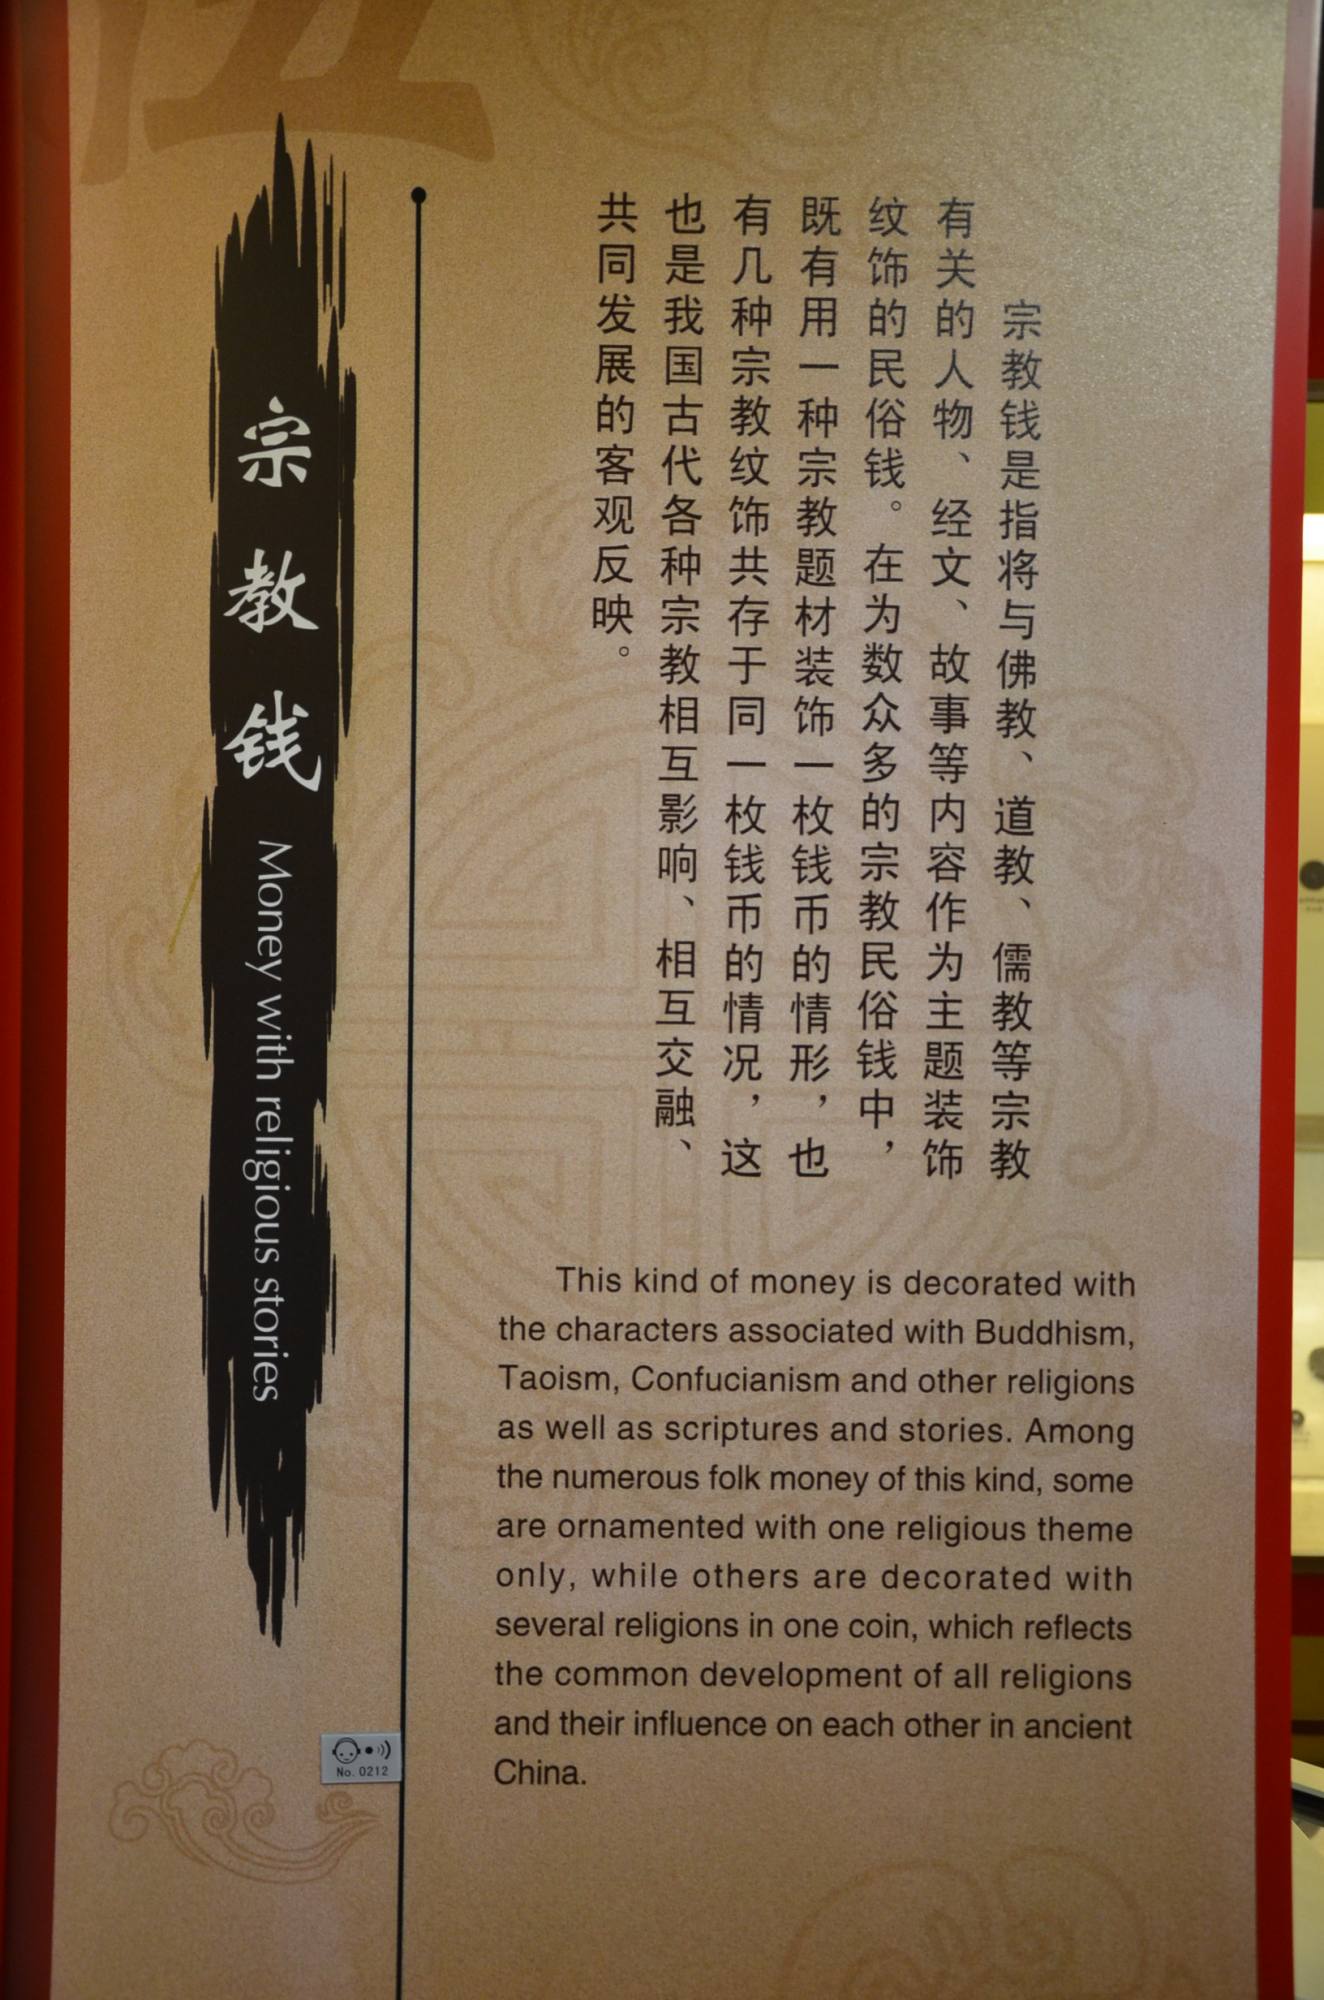 伍
宗教钱
Money with religious stories
宗教钱是指将与佛教、道教、儒教等宗教
有关的人物、经文、故事等内容作为主题装饰
纹饰的民俗钱。在为数众多的宗教民俗钱中，
既有用一种宗教题材装饰一枚钱币的情形，也
有几种宗教纹饰共存于同一枚钱币的情况，这
也是我国古代各种宗教相互影响、相互交融、
共同发展的客观反映。
This kind of money is decorated with
the characters associated with Buddhism,
Taoism, Confucianism and other religions
as well as scriptures and stories. Among
the numerous folk money of this kind, some
are ornamented with one religious theme
only, while others are decorated with
several religions in one coin, which reflects
the common development of all religions
and their influence on each other in ancient
China.
No. 0212